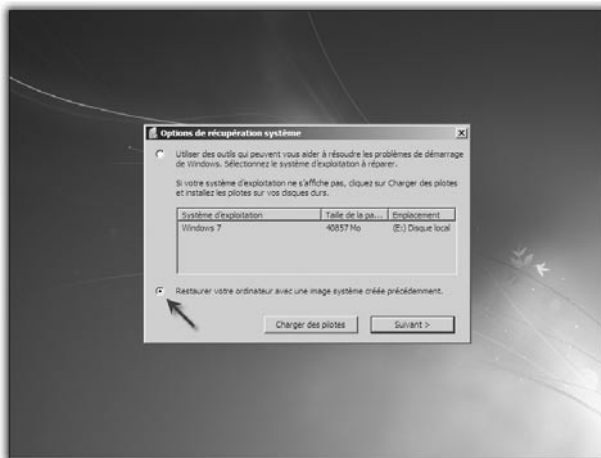 Options de récupération système
Utiliser des outils qui peuvent vous aider à résoudre les problèmes de démarrage
de Windows. Sélectionnez le système d'exploitation à réparer.
Si votre système d'exploitation ne s'affiche pas, cliquez sur Charger des pilotes
et installez les pilotes sur vos disques durs.
Système d'exploitation Taille de la pa... Emplacement
Windows 7 40857 Mo (E:) Disque local
Restaurer votre ordinateur avec une image système créée précédemment.
Charger des pilotes Suivant >